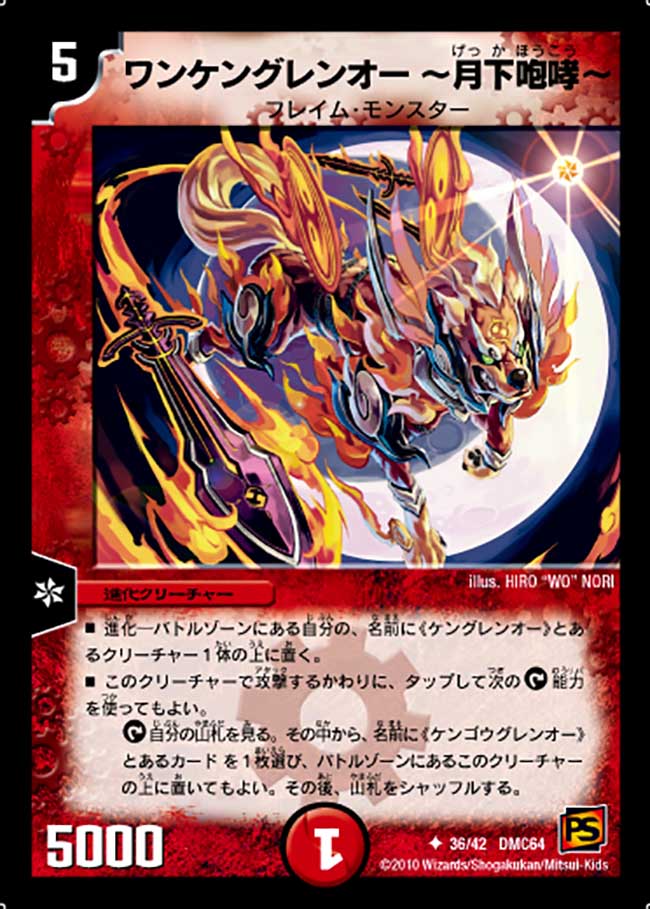 5
げっかほうこう
ワンケングレンオー ～月下咆哮～
フレイム・モンスター
illus. HIRO "WO" NORI
進化クリーチャー
■ 進化—バトルゾーンにある自分の、名前に《ケングレンオー》とあ
るクリーチャー1体の上に置く。
■ このクリーチャーで攻撃するかわりに、タップして次の 能力
を使ってもよい。
自分の山札を見る。その中から、名前に《ケンゴウグレンオー》
とあるカード を1枚選び、バトルゾーンにあるこのクリーチャー
の上に置いてもよい。その後、山札をシャッフルする。
5000
1
PS
36/42 DMC64
©2010 Wizards/Shogakukan/Mitsui-Kids